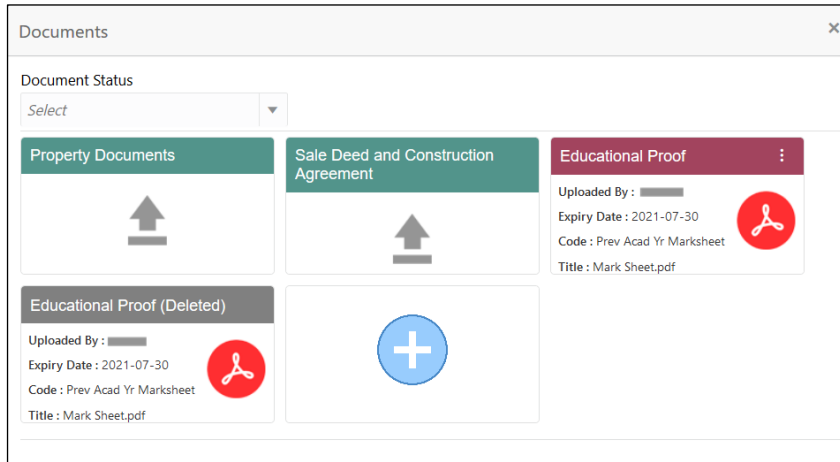 Documents
×
Document Status
Select
Property Documents
Sale Deed and Construction
Agreement
Educational Proof
Uploaded By :
Expiry Date : 2021-07-30
Code : Prev Acad Yr Marksheet
Title : Mark Sheet.pdf
Educational Proof (Deleted)
Uploaded By :
Expiry Date : 2021-07-30
Code : Prev Acad Yr Marksheet
Title : Mark Sheet.pdf